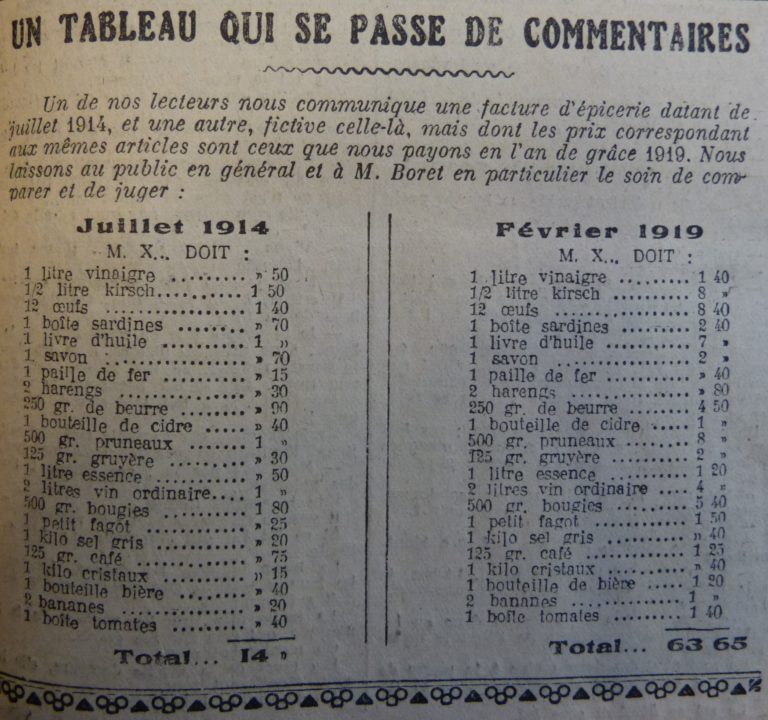 UN TABLEAU QUI SE PASSE DE COMMENTAIRES
Un de nos lecteurs nous communique une facture d'épicerie datant de
juillet 1914, et une autre, fictive celle-là, mais dont les prix correspondant
aux mêmes articles sont ceux que nous payons en l'an de grâce 1919. Nous
laissons au public en général et à M. Boret en particulier le soin de com-
parer et de juger :
Juillet 1914
M. X... DOIT :
1 litre vinaigre ......... » 50
1/2 litre kirsch.......... 1 50
12 œufs ............... 1 40
1 boîte sardines ....... » 70
1 livre d'huile ......... 1 »
1 savon : .............. » 70
1 paille de fer .......... » 15
2 harengs .............. » 30
250 gr. de beurre ....... » 90
1 bouteille de cidre .... » 40
500 gr. pruneaux ....... 1 »
125 gr. gruyère ......... » 30
1 litre essence .......... » 50
2 litres vin ordinaire.... 1 »
500 gr. bougies ......... 1 80
1 petit fagot ........... » 25
1 kilo sel gris .......... » 20
125 gr. café ............. » 75
1 kilo cristaux .......... » 15
1 bouteille bière ........ » 40
2 bananes .............. » 20
1 boîte tomates ......... » 40
Total... 14 »
Février 1919
M. X... DOIT :
1 litre vinaigre ......... 1 40
1/2 litre kirsch ......... 8 »
12 œufs ............... 8 40
1 boîte sardines ........ 2 40
1 livre d'huile .......... 7 »
1 savon ................ 2 »
1 paille de fer .......... » 40
2 harengs .............. » 80
250 gr. de beurre ....... 4 50
1 bouteille de cidre .... 1 »
500 gr. pruneaux ....... 8 »
125 gr. gruyère ......... 2 »
1 litre essence .......... 1 20
2 litres vin ordinaire ... 4 »
500 gr. bougies ......... 5 40
1 petit fagot ............ 1 50
1 kilo sel gris .......... » 40
125 gr. café ............. 1 25
1 kilo cristaux .......... » 40
1 bouteille de bière ..... 1 20
2 bananes .............. 1 »
1 boîte tomates ......... 1 40
Total... 63 65